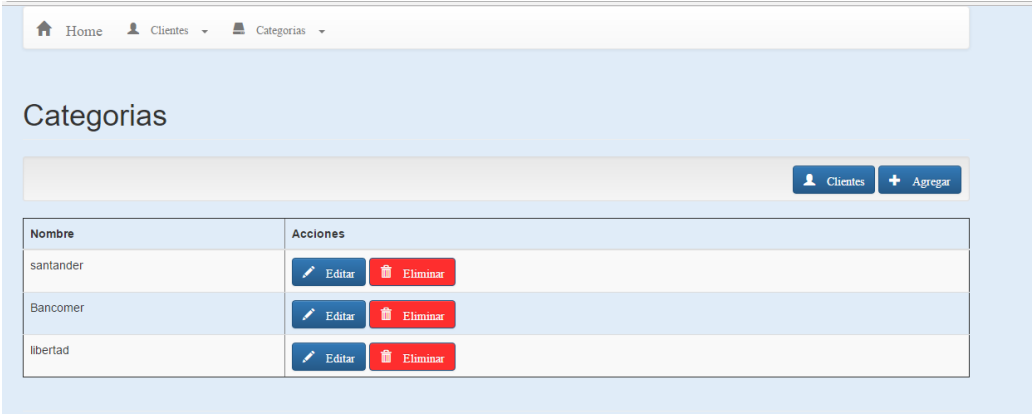 Home Clientes Categorias
Categorias
Clientes Agregar
Nombre Acciones
santander Editar Eliminar
Bancomer Editar Eliminar
libertad Editar Eliminar